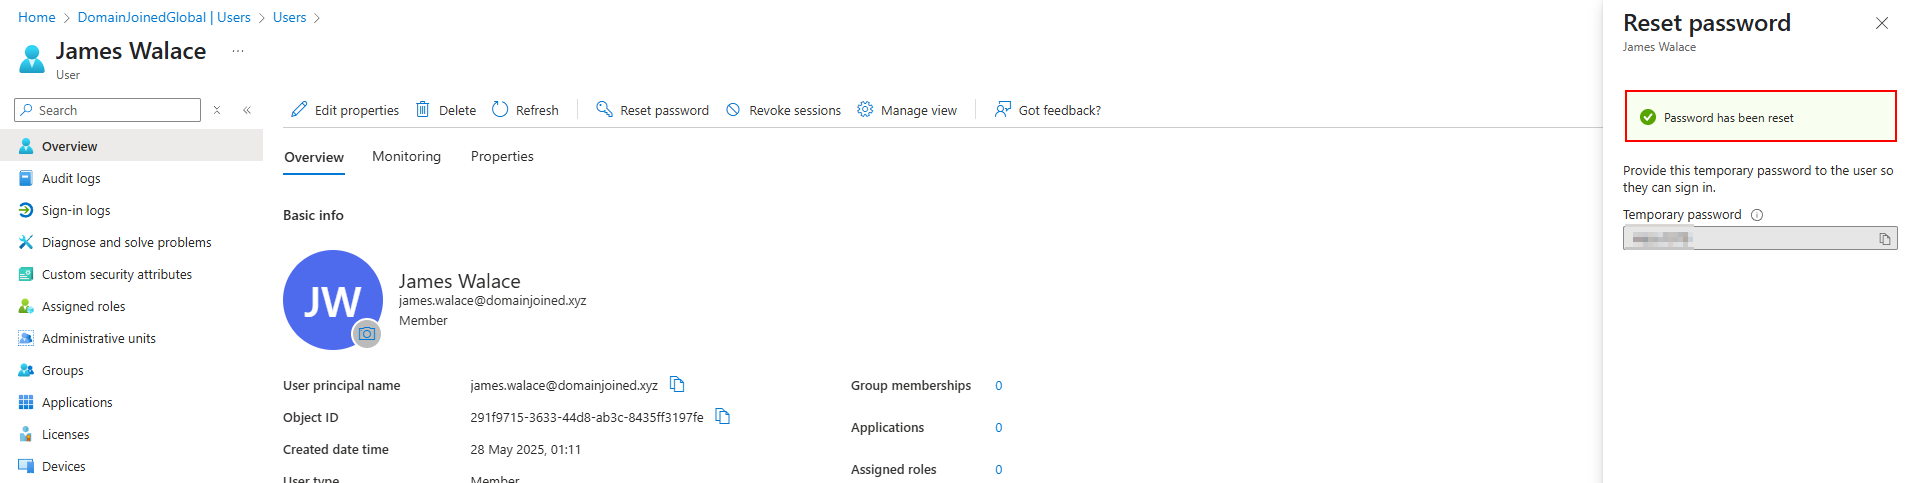 Home > DomainJoinedGlobal | Users > Users >
James Walace ...
User
Search
Overview
Audit logs
Sign-in logs
Diagnose and solve problems
Custom security attributes
Assigned roles
Administrative units
Groups
Applications
Licenses
Devices
Edit properties Delete Refresh Reset password Revoke sessions Manage view Got feedback?
Overview Monitoring Properties
Basic info
JW
James Walace
james.walace@domainjoined.xyz
Member
User principal name james.walace@domainjoined.xyz
Object ID 291f9715-3633-44d8-ab3c-8435ff3197fe
Created date time 28 May 2025, 01:11
User type Member
Group memberships 0
Applications 0
Assigned roles 0
Reset password
James Walace
Password has been reset
Provide this temporary password to the user so
they can sign in.
Temporary password